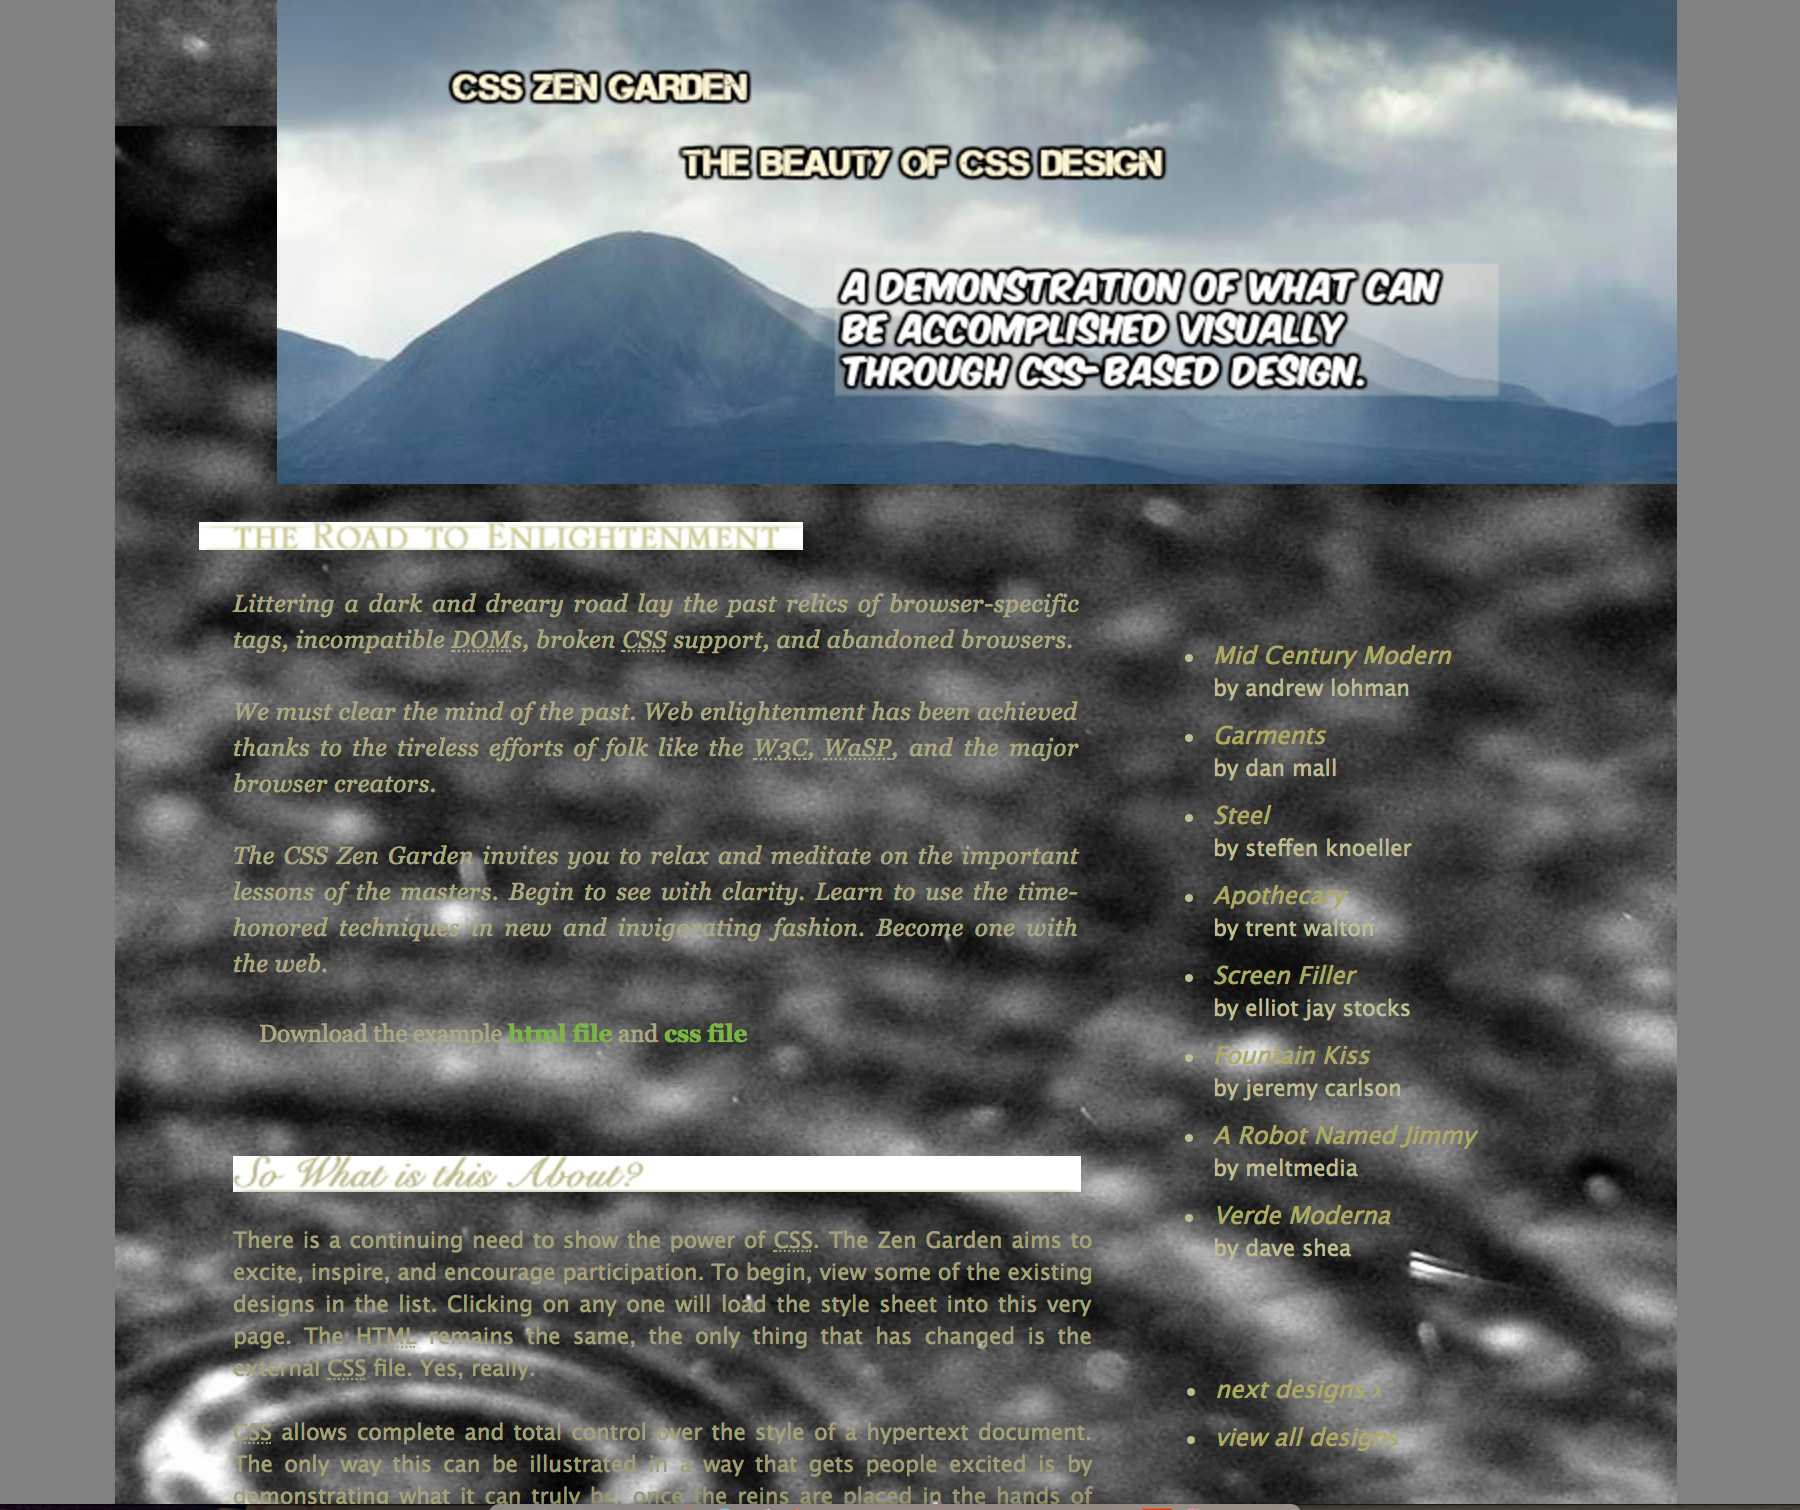 CSS ZEN GARDEN
THE BEAUTY OF CSS DESIGN
A DEMONSTRATION OF WHAT CAN
BE ACCOMPLISHED VISUALLY
THROUGH CSS-BASED DESIGN.
THE ROAD TO ENLIGHTENMENT
Littering a dark and dreary road lay the past relics of browser-specific
tags, incompatible DOMs, broken CSS support, and abandoned browsers.
We must clear the mind of the past. Web enlightenment has been achieved
thanks to the tireless efforts of folk like the W3C, WaSP, and the major
browser creators.
The CSS Zen Garden invites you to relax and meditate on the important
lessons of the masters. Begin to see with clarity. Learn to use the time-
honored techniques in new and invigorating fashion. Become one with
the web.
Download the example html file and css file
So What is this About?
There is a continuing need to show the power of CSS. The Zen Garden aims to
excite, inspire, and encourage participation. To begin, view some of the existing
designs in the list. Clicking on any one will load the style sheet into this very
page. The HTML remains the same, the only thing that has changed is the
external CSS file. Yes, really.
CSS allows complete and total control over the style of a hypertext document.
The only way this can be illustrated in a way that gets people excited is by
demonstrating what it can truly be, once the reins are placed in the hands of
Mid Century Modern
by andrew lohman
Garments
by dan mall
Steel
by steffen knoeller
Apothecary
by trent walton
Screen Filler
by elliot jay stocks
Fountain Kiss
by jeremy carlson
A Robot Named Jimmy
by meltmedia
Verde Moderna
by dave shea
next designs ›
view all designs